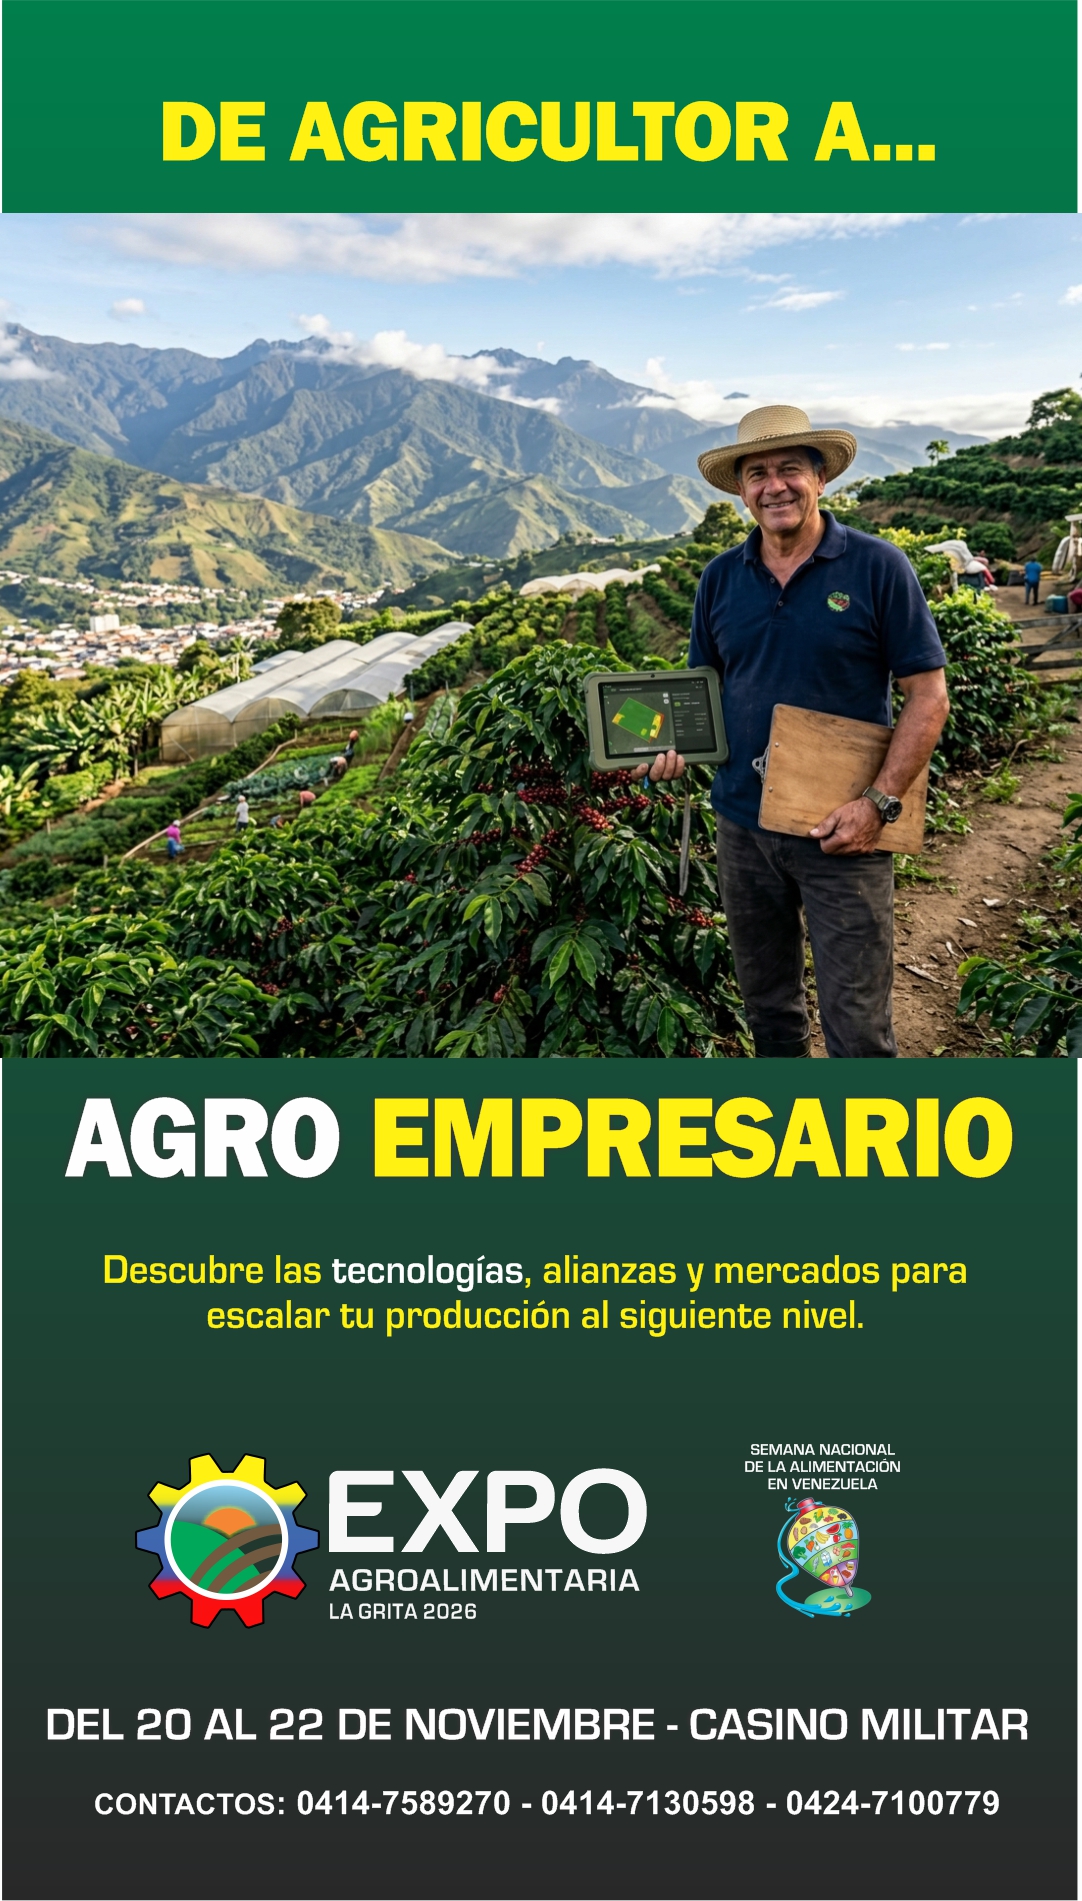 DE AGRICULTOR A...
AGRO EMPRESARIO
Descubre las tecnologías, alianzas y mercados para
escalar tu producción al siguiente nivel.
EXPO
AGROALIMENTARIA
LA GRITA 2026
SEMANA NACIONAL
DE LA ALIMENTACIÓN
EN VENEZUELA
DEL 20 AL 22 DE NOVIEMBRE - CASINO MILITAR
CONTACTOS: 0414-7589270 - 0414-7130598 - 0424-7100779